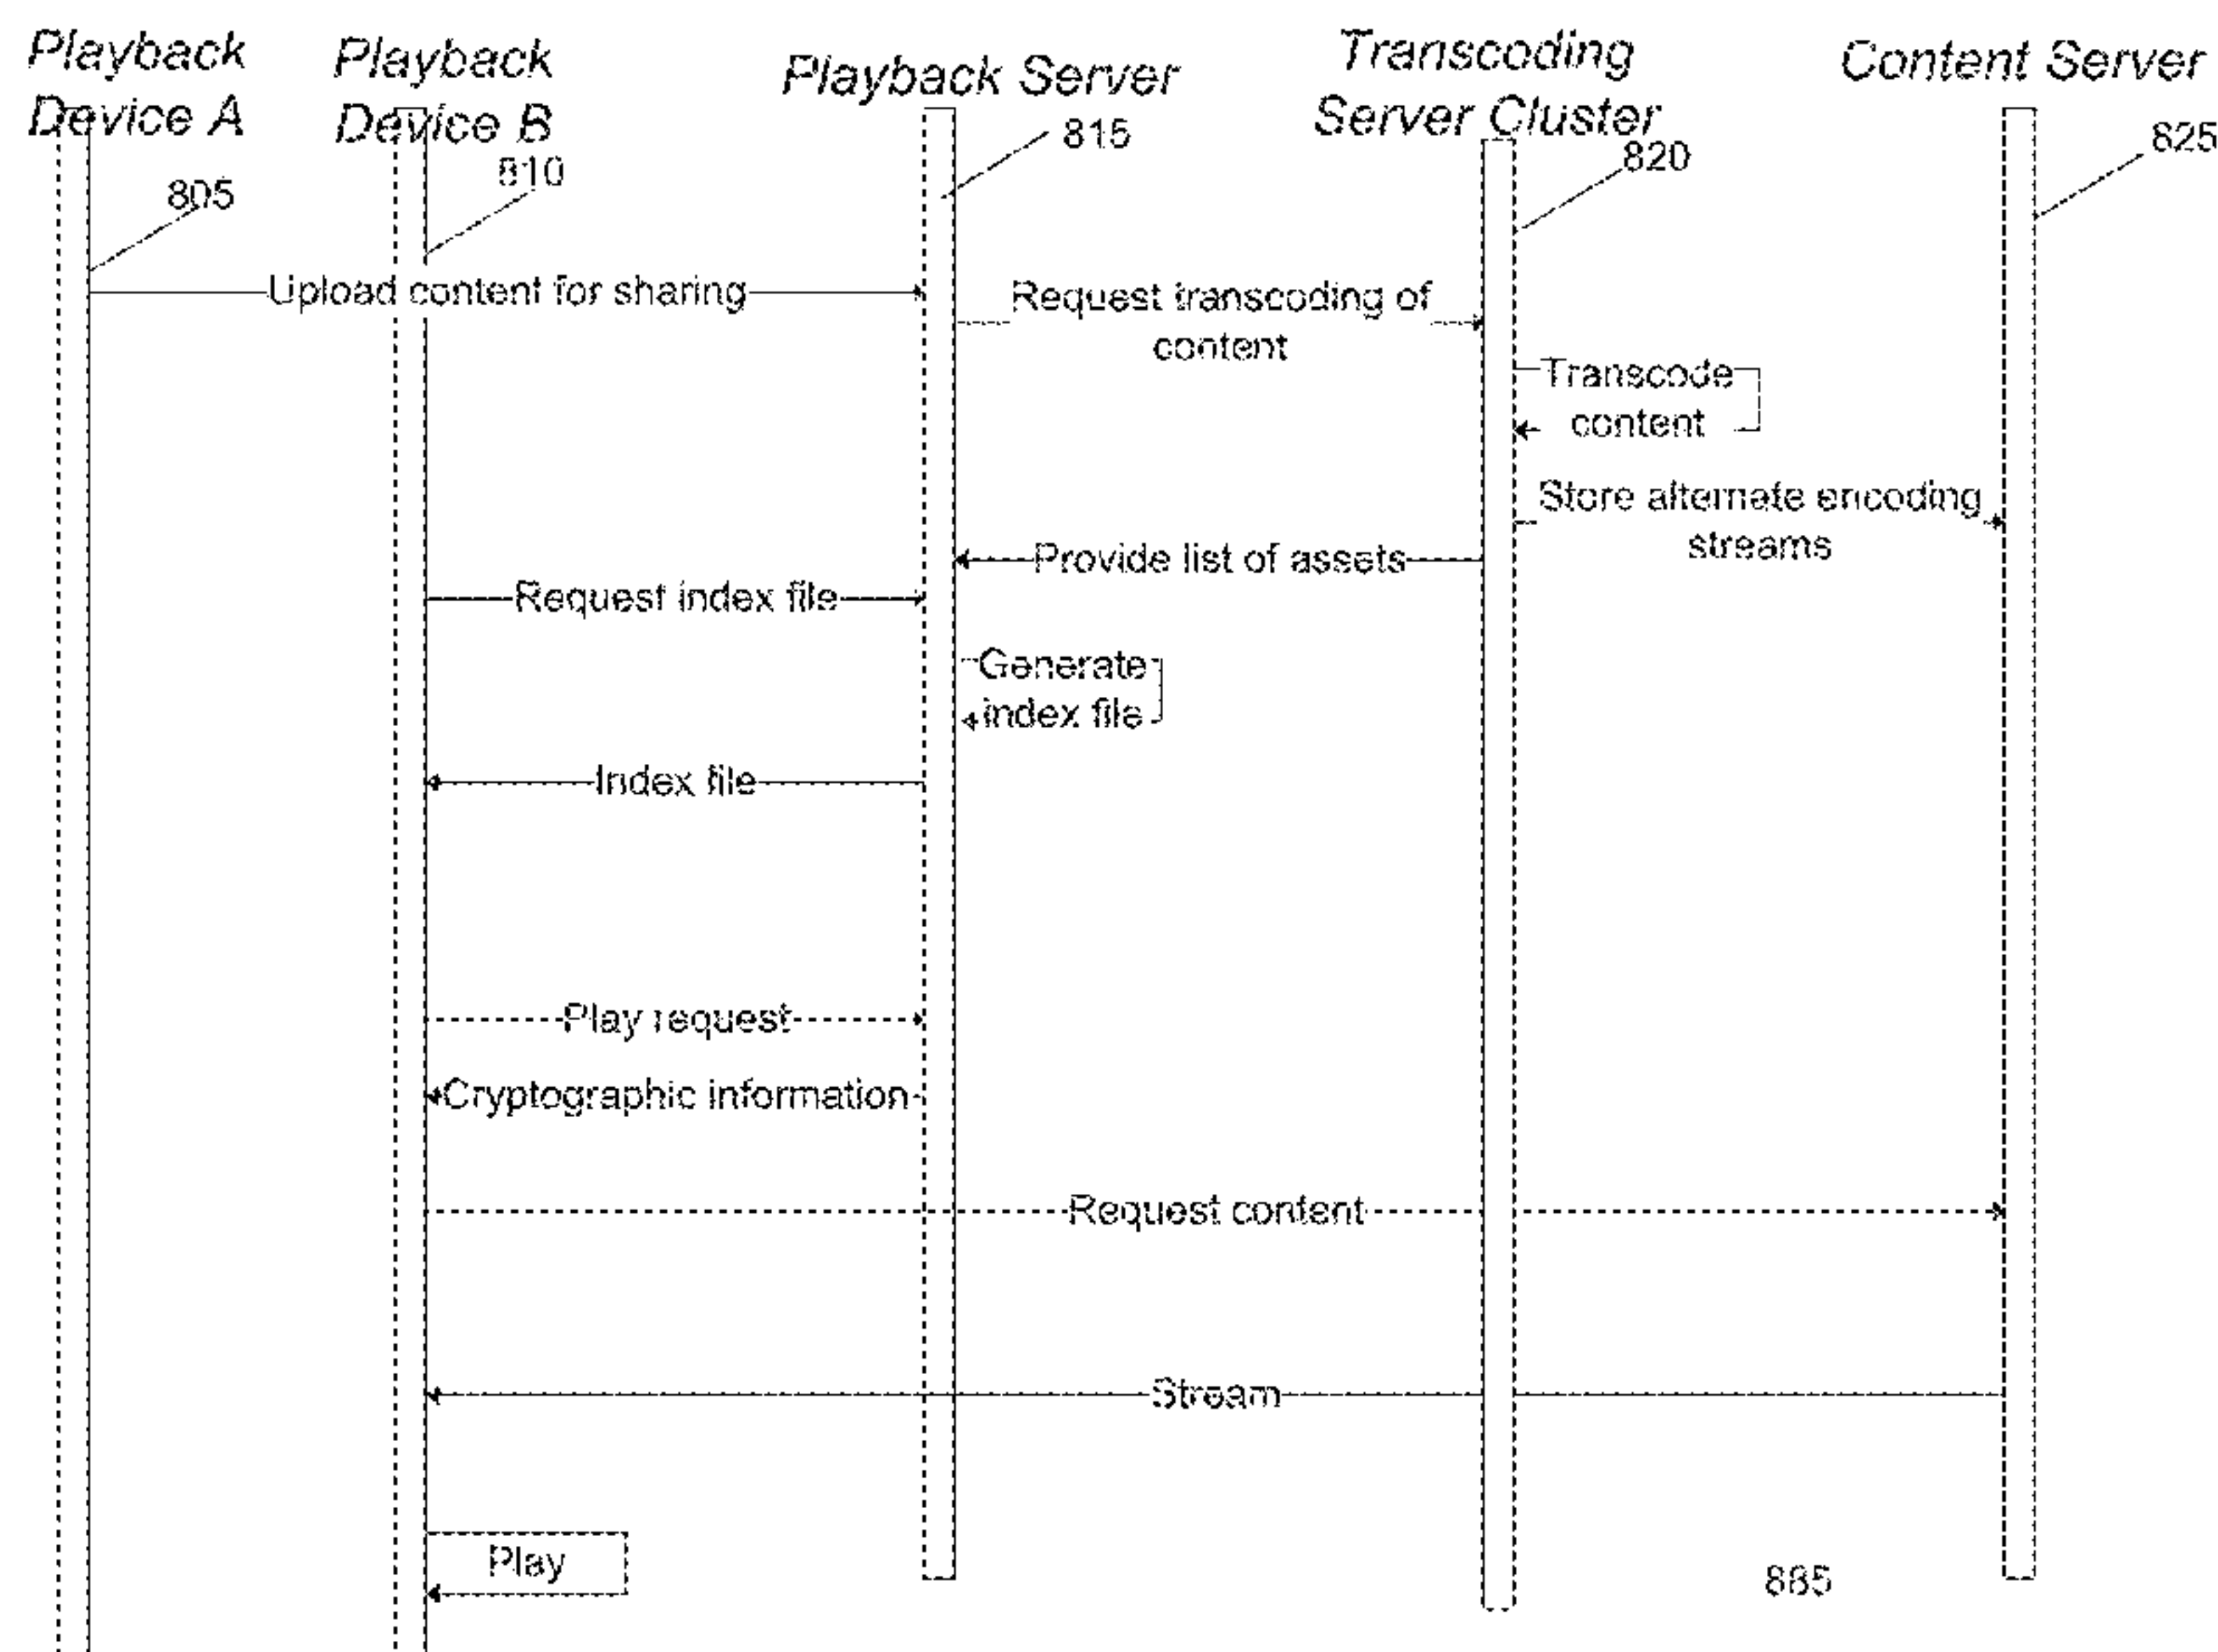 Playback
Device A
Playback
Device B
Playback Server
Transcoding
Server Cluster
Content Server
805
810
815
820
825
Upload content for sharing
Request transcoding of
content
Transcode
content
Store alternate encoding
streams
Provide list of assets
Request index file
Generate
index file
Index file
Play request
Cryptographic information
Request content
Stream
Play
885